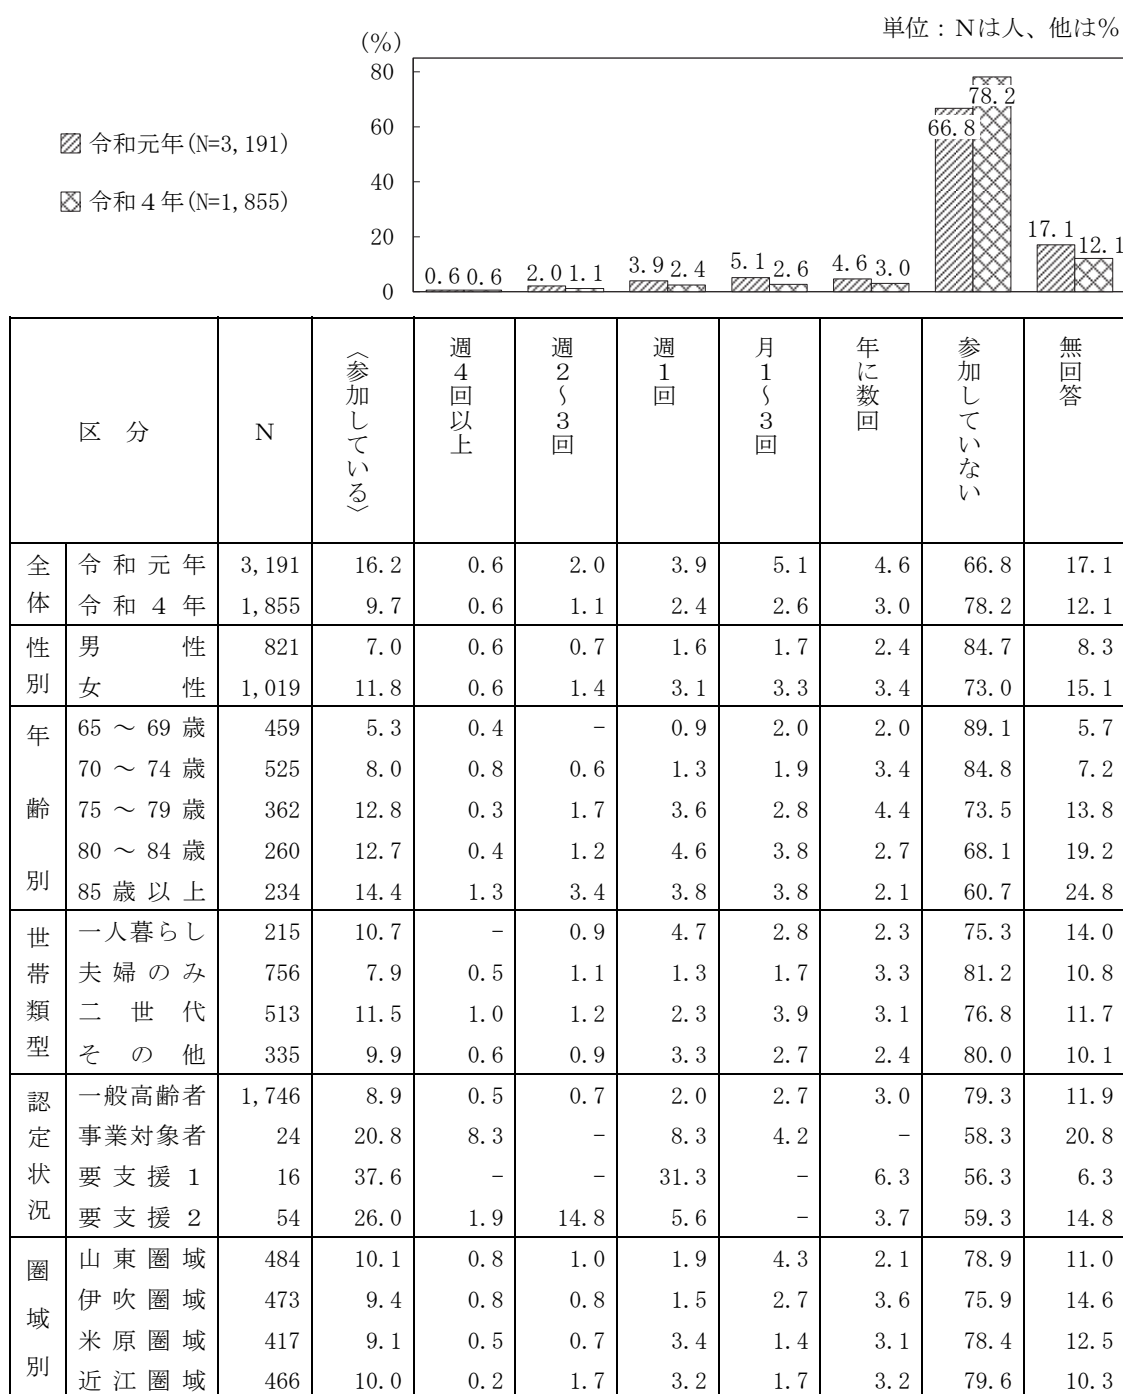 単位：Ｎは人、他は％
(%)
80
60
40
20
0
令和元年(N=3,191)
令和４年(N=1,855)
0.6 0.6 2.0 1.1 3.9 2.4 5.1 2.6 4.6 3.0 66.8 78.2 17.1 12.1
区分 Ｎ 〈参加している〉 週４回以上 週２～３回 週１回 月１～３回 年に数回 参加していない 無回答
全体
令和元年 3,191 16.2 0.6 2.0 3.9 5.1 4.6 66.8 17.1
令和４年 1,855 9.7 0.6 1.1 2.4 2.6 3.0 78.2 12.1
性別
男性 821 7.0 0.6 0.7 1.6 1.7 2.4 84.7 8.3
女性 1,019 11.8 0.6 1.4 3.1 3.3 3.4 73.0 15.1
年齢別
65～69歳 459 5.3 0.4 － 0.9 2.0 2.0 89.1 5.7
70～74歳 525 8.0 0.8 0.6 1.3 1.9 3.4 84.8 7.2
75～79歳 362 12.8 0.3 1.7 3.6 2.8 4.4 73.5 13.8
80～84歳 260 12.7 0.4 1.2 4.6 3.8 2.7 68.1 19.2
85歳以上 234 14.4 1.3 3.4 3.8 3.8 2.1 60.7 24.8
世帯類型
一人暮らし 215 10.7 － 0.9 4.7 2.8 2.3 75.3 14.0
夫婦のみ 756 7.9 0.5 1.1 1.3 1.7 3.3 81.2 10.8
二世代 513 11.5 1.0 1.2 2.3 3.9 3.1 76.8 11.7
その他 335 9.9 0.6 0.9 3.3 2.7 2.4 80.0 10.1
認定状況
一般高齢者 1,746 8.9 0.5 0.7 2.0 2.7 3.0 79.3 11.9
事業対象者 24 20.8 8.3 － 8.3 4.2 － 58.3 20.8
要支援１ 16 37.6 － － 31.3 － 6.3 56.3 6.3
要支援２ 54 26.0 1.9 14.8 5.6 － 3.7 59.3 14.8
圏域別
山東圏域 484 10.1 0.8 1.0 1.9 4.3 2.1 78.9 11.0
伊吹圏域 473 9.4 0.8 0.8 1.5 2.7 3.6 75.9 14.6
米原圏域 417 9.1 0.5 0.7 3.4 1.4 3.1 78.4 12.5
近江圏域 466 10.0 0.2 1.7 3.2 1.7 3.2 79.6 10.3